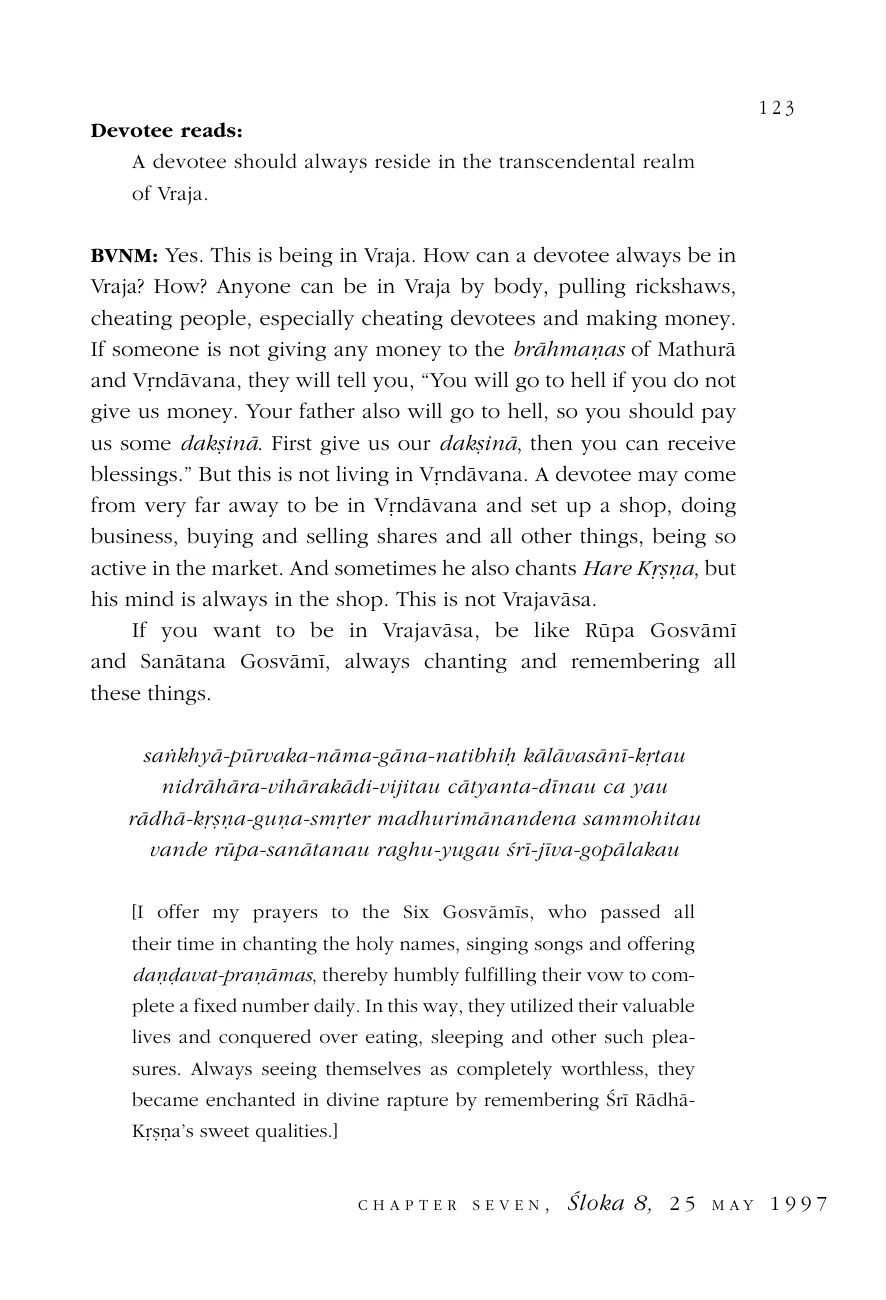 123
Devotee reads:
A devotee should always reside in the transcendental realm
of Vraja.
BVNM: Yes. This is being in Vraja. How can a devotee always be in
Vraja? How? Anyone can be in Vraja by body, pulling rickshaws,
cheating people, especially cheating devotees and making money.
If someone is not giving any money to the brāhmaṇas of Mathurā
and Vṛndāvana, they will tell you, “You will go to hell if you do not
give us money. Your father also will go to hell, so you should pay
us some dakṣinā. First give us our dakṣinā, then you can receive
blessings.” But this is not living in Vṛndāvana. A devotee may come
from very far away to be in Vṛndāvana and set up a shop, doing
business, buying and selling shares and all other things, being so
active in the market. And sometimes he also chants Hare Kṛṣṇa, but
his mind is always in the shop. This is not Vrajavāsa.
If you want to be in Vrajavāsa, be like Rūpa Gosvāmī
and Sanātana Gosvāmī, always chanting and remembering all
these things.
saṅkhyā-pūrvaka-nāma-gāna-natibhiḥ kālāvasānī-kṛtau
nidrāhāra-vihārakādi-vijitau cātyanta-dīnau ca yau
rādhā-kṛṣṇa-guṇa-smṛter madhurimānandena sammohitau
vande rūpa-sanātanau raghu-yugau śrī-jīva-gopālakau
[I offer my prayers to the Six Gosvāmīs, who passed all
their time in chanting the holy names, singing songs and offering
daṇḍavat-praṇāmas, thereby humbly fulfilling their vow to com-
plete a fixed number daily. In this way, they utilized their valuable
lives and conquered over eating, sleeping and other such plea-
sures. Always seeing themselves as completely worthless, they
became enchanted in divine rapture by remembering Śrī Rādhā-
Kṛṣṇa’s sweet qualities.]
CHAPTER SEVEN, Śloka 8, 25 MAY 1997